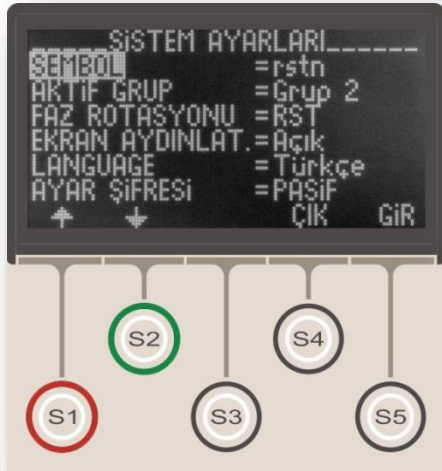 SİSTEM AYARLARI______
SEMBOL =rstn
AKTİF GRUP =Grup 2
FAZ ROTASYONU =RST
EKRAN AYDINLAT.=Açık
LANGUAGE =Türkçe
AYAR ŞİFRESİ =PASİF
↑ ↓ ÇIK GİR
S2 S4
S1 S3 S5